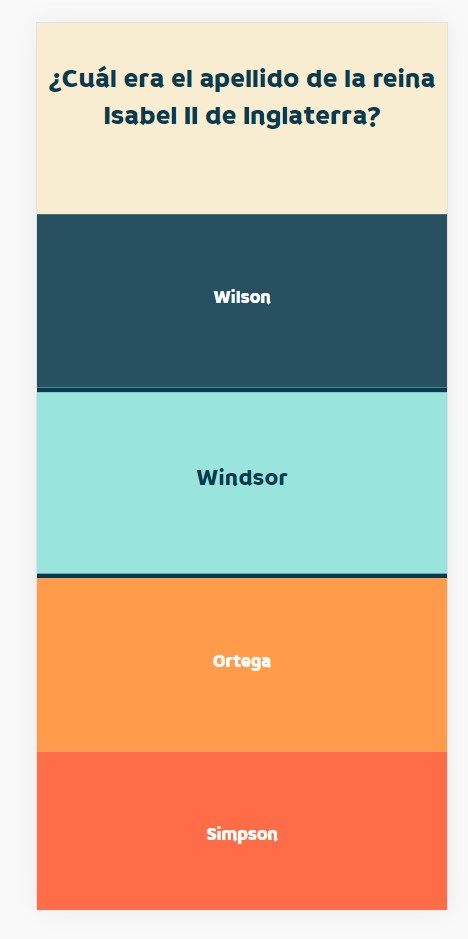 ¿Cuál era el apellido de la reina
Isabel II de Inglaterra?
Wilson
Windsor
Ortega
Simpson